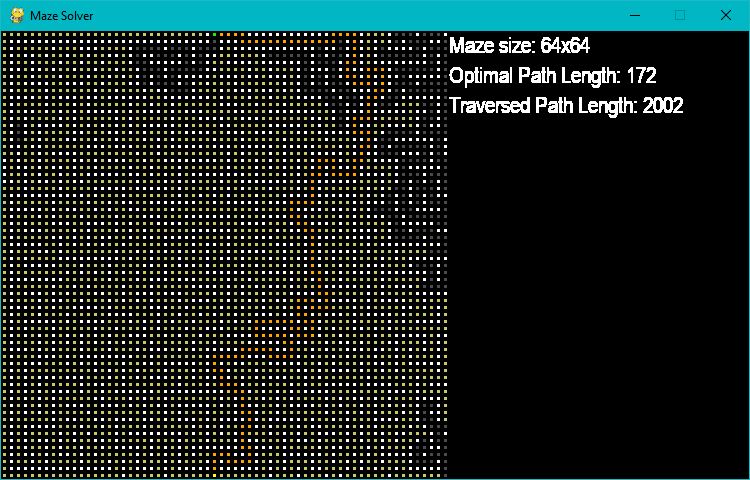 Maze Solver
Maze size: 64x64
Optimal Path Length: 172
Traversed Path Length: 2002